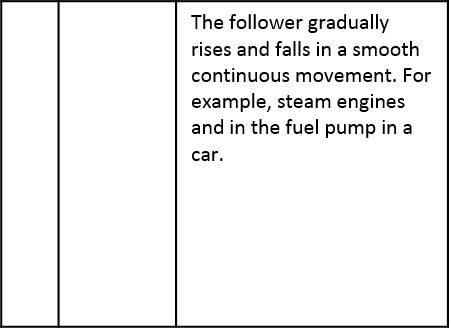 The follower gradually
rises and falls in a smooth
continuous movement. For
example, steam engines
and in the fuel pump in a
car.